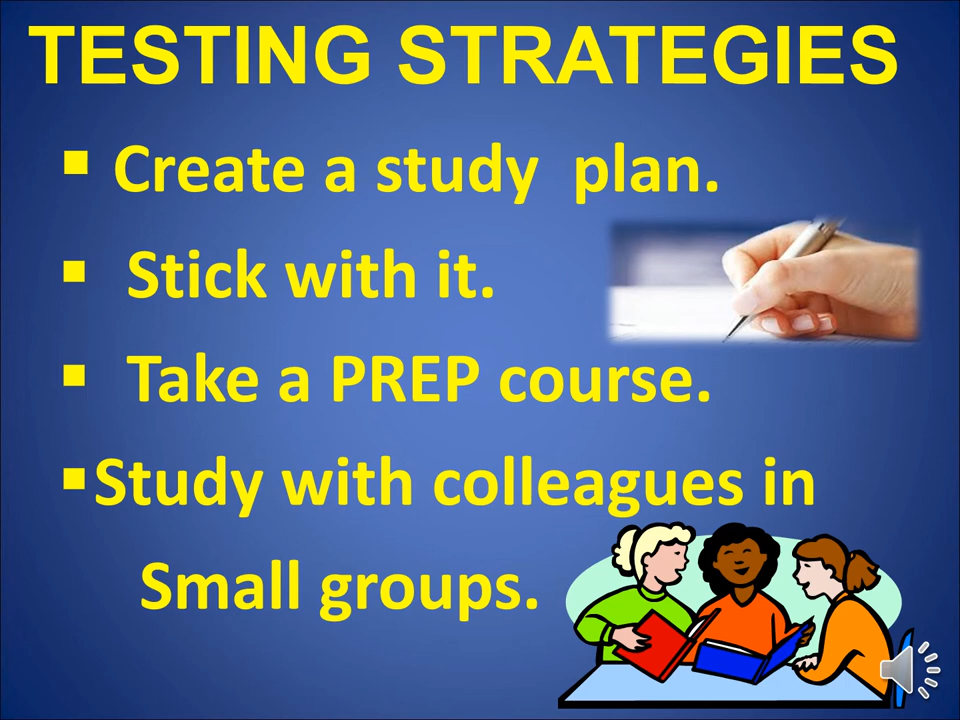 TESTING STRATEGIES
▪ Create a study plan.
▪ Stick with it.
▪ Take a PREP course.
▪Study with colleagues in
Small groups.